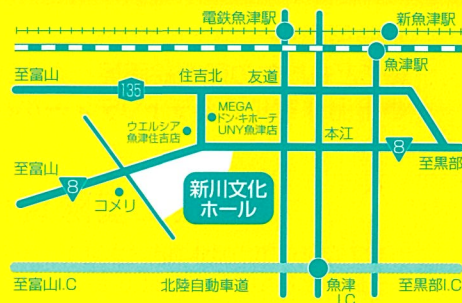 電鉄魚津駅
新魚津駅
魚津駅
至富山
135
住吉北
友道
MEGA
ドン・キホーテ
UNY魚津店
ウエルシア
魚津住吉店
本江
8
至黒部
至富山
8
コメリ
新川文化
ホール
至富山I.C
北陸自動車道
魚津
I.C
至黒部I.C